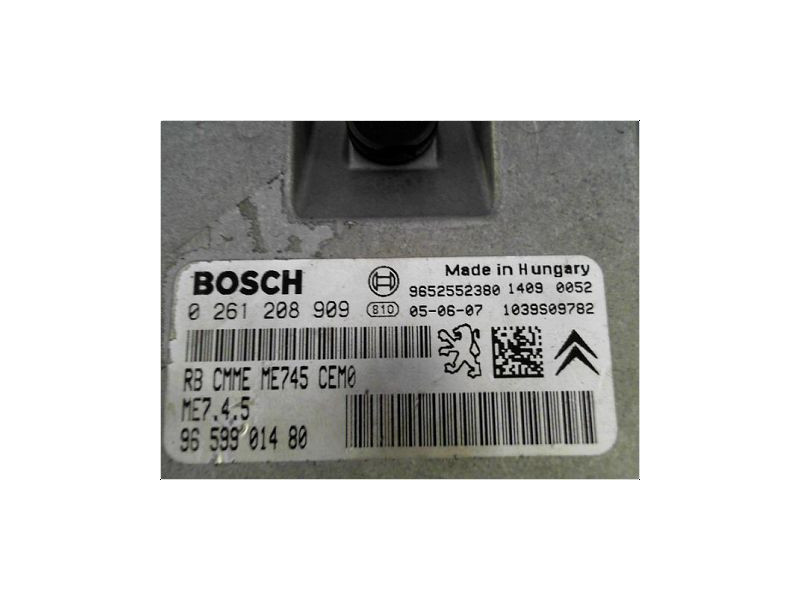 Made in Hungary
BOSCH 9652552380 1409 0052
0 261 208 909 810 05-06-07 1039S09782
RB CMME ME745 CEM0
ME7.4.5
96 599 014 80